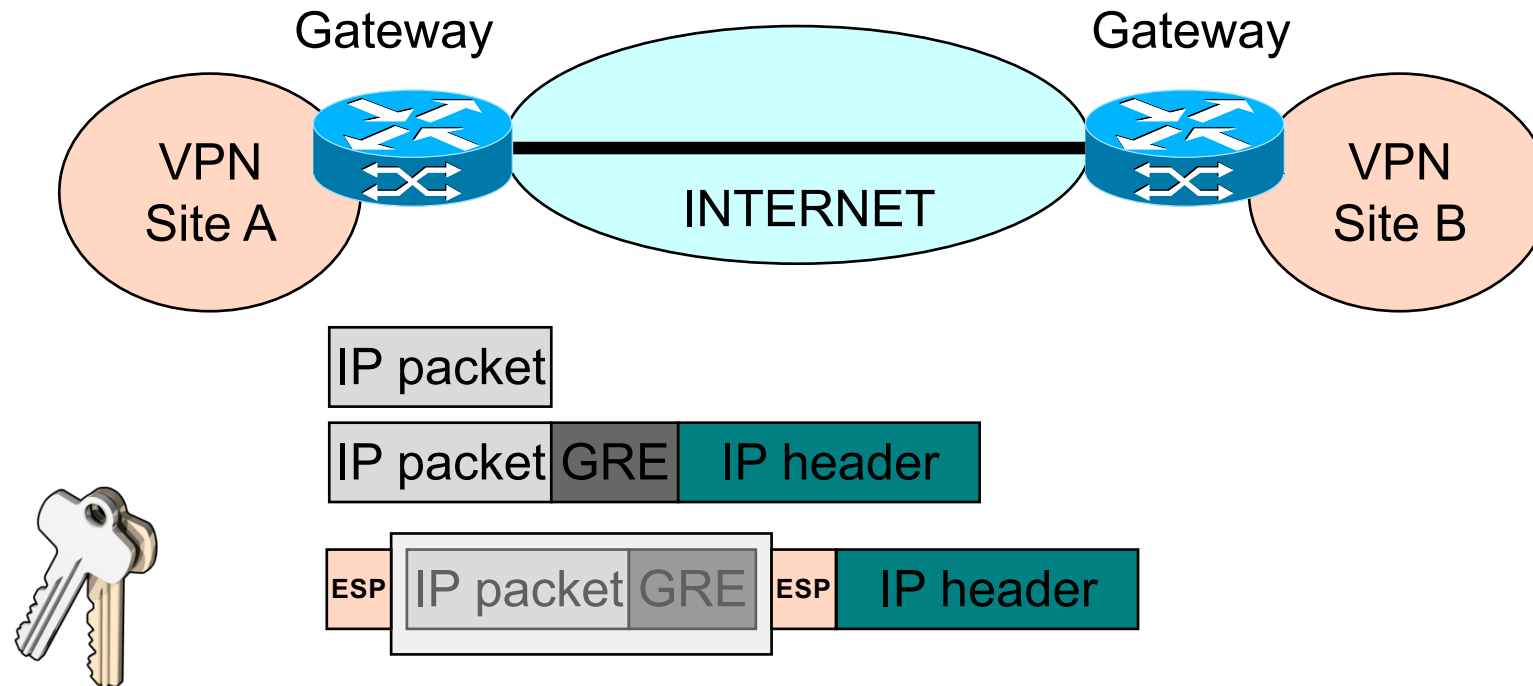 Gateway
Gateway
VPN
Site A
INTERNET
VPN
Site B
IP packet
IP packet GRE IP header
ESP IP packet GRE ESP IP header